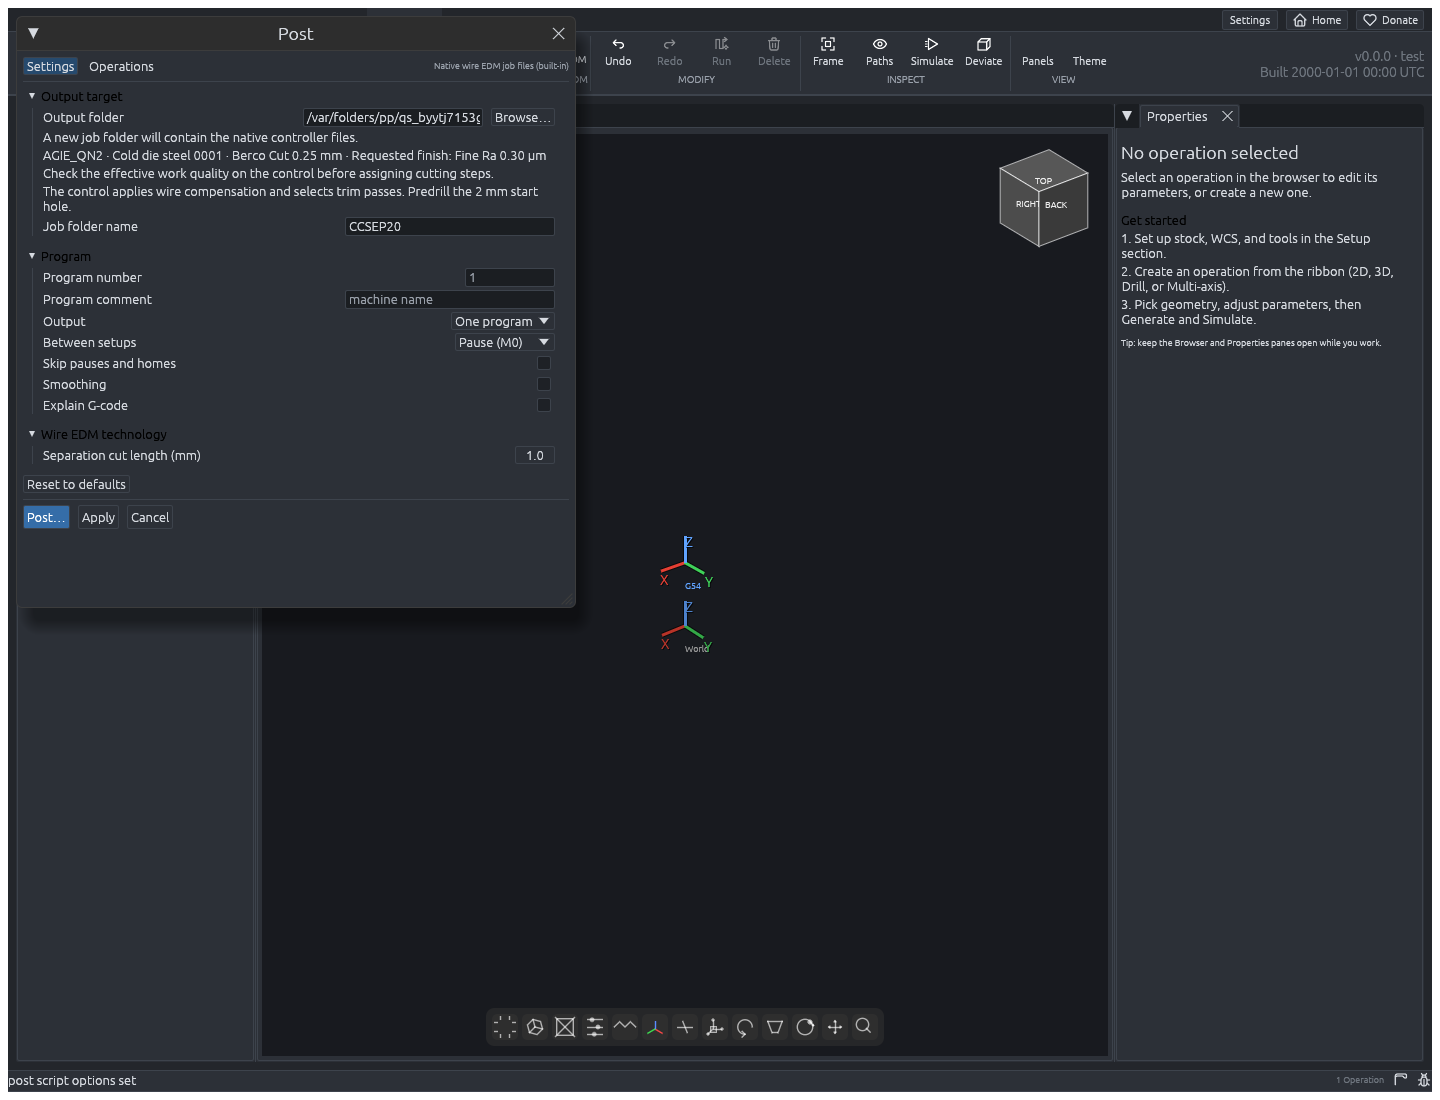 Settings
Home
Donate
Post
Settings
Operations
Native wire EDM job files (built-in)
Output target
Output folder
/var/folders/pp/qs_byytj7153
Browse...
A new job folder will contain the native controller files.
AGIE_QN2 · Cold die steel 0001 · Berco Cut 0.25 mm · Requested finish: Fine Ra 0.30 µm
Check the effective work quality on the control before assigning cutting steps.
The control applies wire compensation and selects trim passes. Predrill the 2 mm start
hole.
Job folder name
CCSEP20
Program
Program number
1
Program comment
machine name
Output
One program
Between setups
Pause (M0)
Skip pauses and homes
Smoothing
Explain G-code
Wire EDM technology
Separation cut length (mm)
1.0
Reset to defaults
Post...
Apply
Cancel
Undo
Redo
Run
Delete
MODIFY
Frame
Paths
Simulate
Deviate
INSPECT
Panels
Theme
VIEW
v0.0.0 · test
Built 2000-01-01 00:00 UTC
TOP
RIGHT
BACK
Z
X
Y
G54
Z
X
Y
World
Properties
No operation selected
Select an operation in the browser to edit its
parameters, or create a new one.
Get started
1. Set up stock, WCS, and tools in the Setup
section.
2. Create an operation from the ribbon (2D, 3D,
Drill, or Multi-axis).
3. Pick geometry, adjust parameters, then
Generate and Simulate.
Tip: keep the Browser and Properties panes open while you work.
post script options set
1 Operation